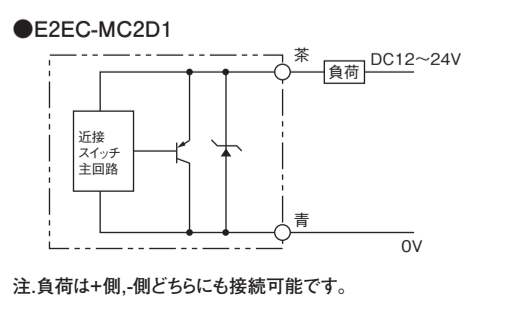 ●E2EC-MC2D1
茶
負荷
DC12～24V
近接
スイッチ
主回路
青
0V
注.負荷は+側,-側どちらにも接続可能です。